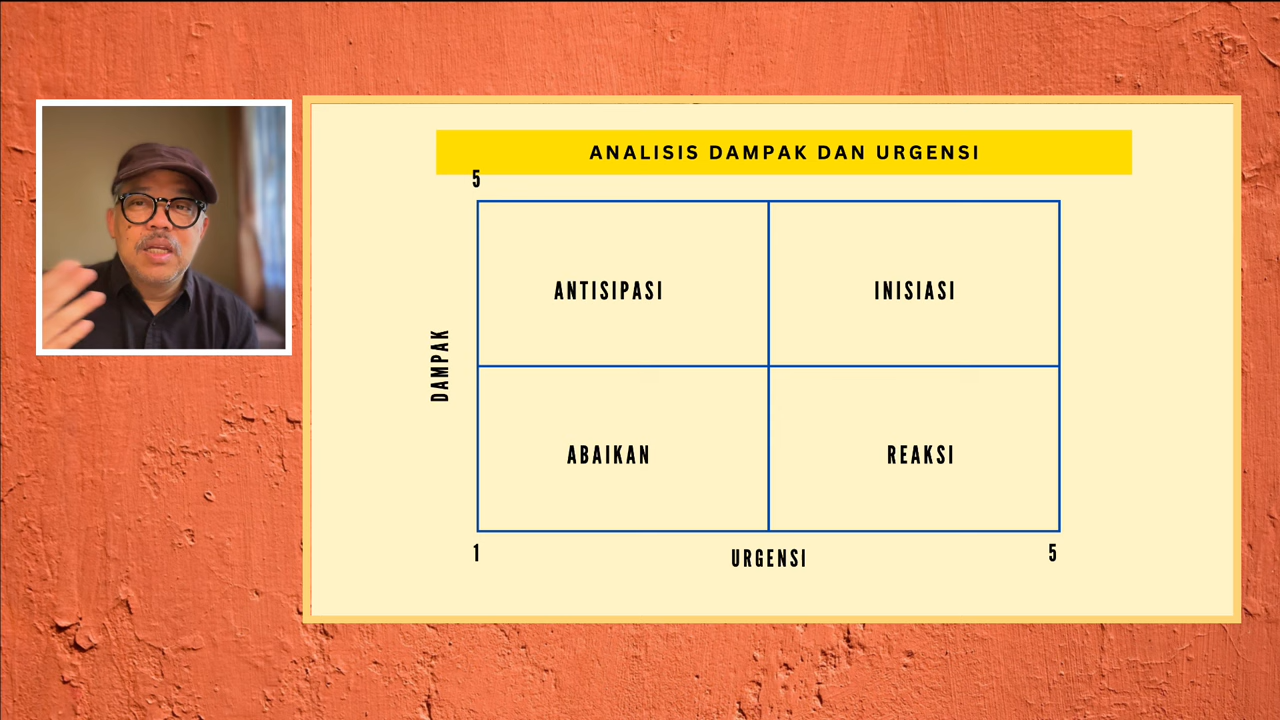 ANALISIS DAMPAK DAN URGENSI
5
ANTISIPASI
INISIASI
DAMPAK
ABAIKAN
REAKSI
1
URGENSI
5